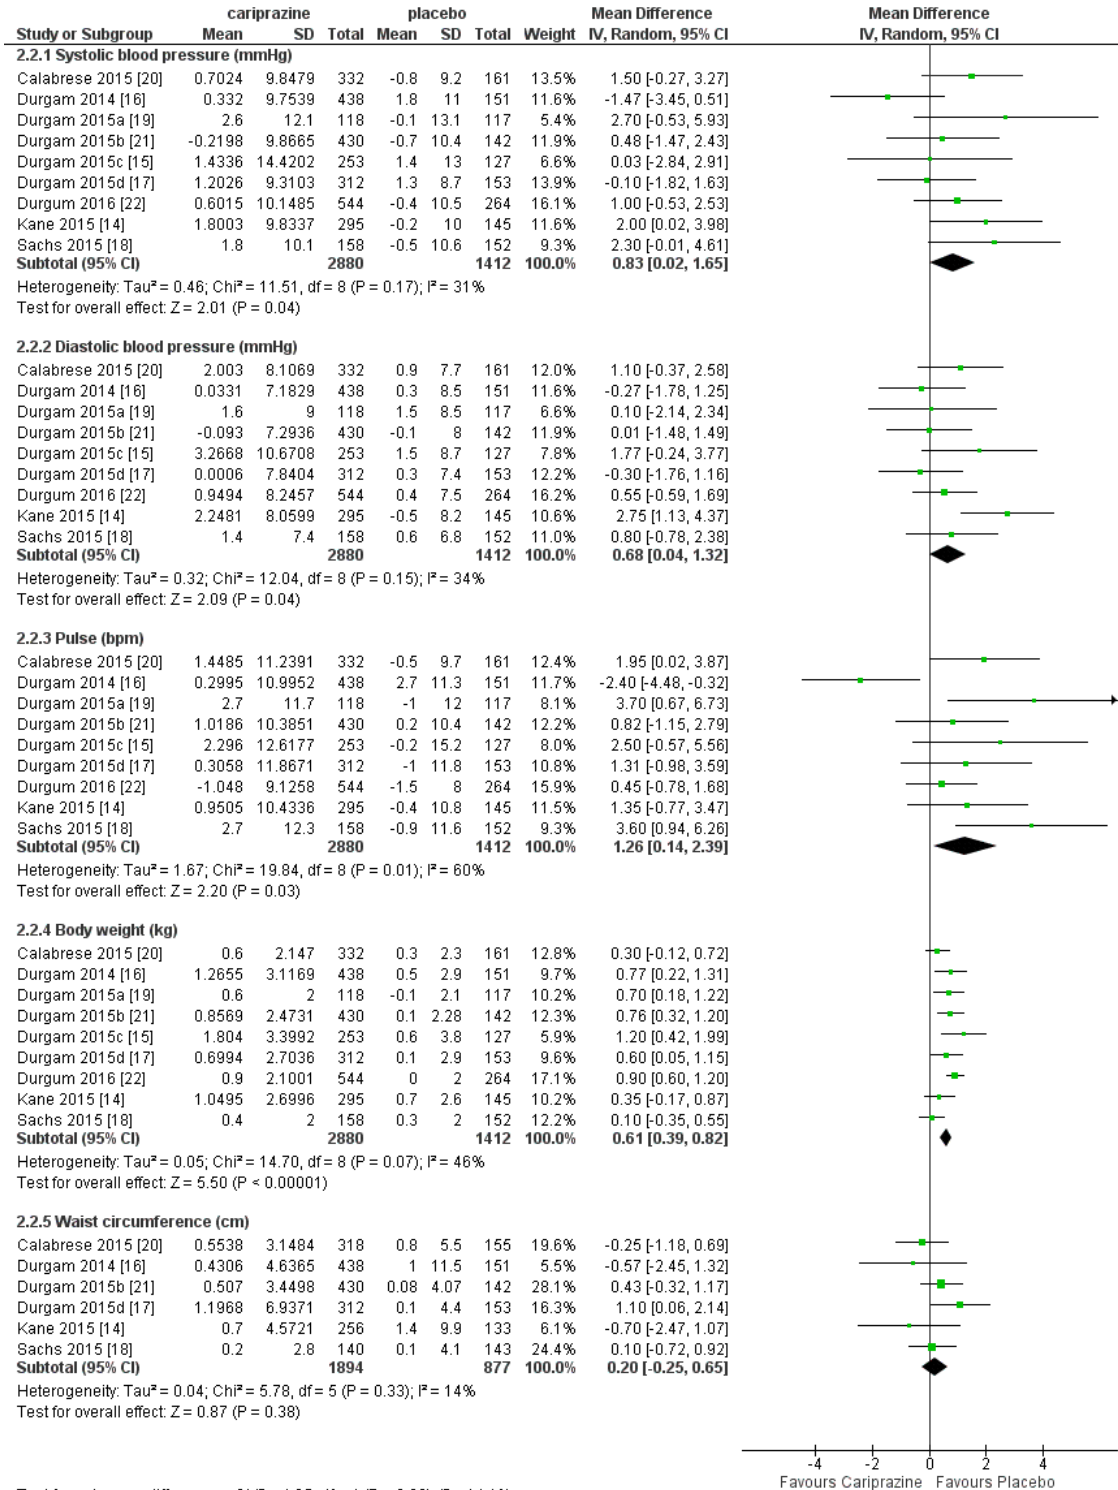 cariprazine placebo Mean Difference Mean Difference
Study or Subgroup Mean SD Total Mean SD Total Weight IV, Random, 95% CI IV, Random, 95% CI
2.2.1 Systolic blood pressure (mmHg)
Calabrese 2015 [20] 0.7024 9.8479 332 -0.8 9.2 161 13.5% 1.50 [-0.27, 3.27]
Durgam 2014 [16] 0.332 9.7539 438 1.8 11 151 11.6% -1.47 [-3.45, 0.51]
Durgam 2015a [19] 2.6 12.1 118 -0.1 13.1 117 5.4% 2.70 [-0.53, 5.93]
Durgam 2015b [21] -0.2198 9.8665 430 -0.7 10.4 142 11.9% 0.48 [-1.47, 2.43]
Durgam 2015c [15] 1.4336 14.4202 253 1.4 13 127 6.6% 0.03 [-2.84, 2.91]
Durgam 2015d [17] 1.2026 9.3103 312 1.3 8.7 153 13.9% -0.10 [-1.82, 1.63]
Durgum 2016 [22] 0.6015 10.1485 544 -0.4 10.5 264 16.1% 1.00 [-0.53, 2.53]
Kane 2015 [14] 1.8003 9.8337 295 -0.2 10 145 11.6% 2.00 [0.02, 3.98]
Sachs 2015 [18] 1.8 10.1 158 -0.5 10.6 152 9.3% 2.30 [-0.01, 4.61]
Subtotal (95% CI) 2880 1412 100.0% 0.83 [0.02, 1.65]
Heterogeneity: Tau² = 0.46; Chi² = 11.51, df = 8 (P = 0.17); I² = 31%
Test for overall effect: Z = 2.01 (P = 0.04)
2.2.2 Diastolic blood pressure (mmHg)
Calabrese 2015 [20] 2.003 8.1069 332 0.9 7.7 161 12.0% 1.10 [-0.37, 2.58]
Durgam 2014 [16] 0.0331 7.1829 438 0.3 8.5 151 11.6% -0.27 [-1.78, 1.25]
Durgam 2015a [19] 1.6 9 118 1.5 8.5 117 6.6% 0.10 [-2.14, 2.34]
Durgam 2015b [21] -0.093 7.2936 430 -0.1 8 142 11.9% 0.01 [-1.48, 1.49]
Durgam 2015c [15] 3.2668 10.6708 253 1.5 8.7 127 7.8% 1.77 [-0.24, 3.77]
Durgam 2015d [17] 0.0006 7.8404 312 0.3 7.4 153 12.2% -0.30 [-1.76, 1.16]
Durgum 2016 [22] 0.9494 8.2457 544 0.4 7.5 264 16.2% 0.55 [-0.59, 1.69]
Kane 2015 [14] 2.2481 8.0599 295 -0.5 8.2 145 10.6% 2.75 [1.13, 4.37]
Sachs 2015 [18] 1.4 7.4 158 0.6 6.8 152 11.0% 0.80 [-0.78, 2.38]
Subtotal (95% CI) 2880 1412 100.0% 0.68 [0.04, 1.32]
Heterogeneity: Tau² = 0.32; Chi² = 12.04, df = 8 (P = 0.15); I² = 34%
Test for overall effect: Z = 2.09 (P = 0.04)
2.2.3 Pulse (bpm)
Calabrese 2015 [20] 1.4485 11.2391 332 -0.5 9.7 161 12.4% 1.95 [0.02, 3.87]
Durgam 2014 [16] 0.2995 10.9952 438 2.7 11.3 151 11.7% -2.40 [-4.48, -0.32]
Durgam 2015a [19] 2.7 11.7 118 -1 12 117 8.1% 3.70 [0.67, 6.73]
Durgam 2015b [21] 1.0186 10.3851 430 0.2 10.4 142 12.2% 0.82 [-1.15, 2.79]
Durgam 2015c [15] 2.296 12.6177 253 -0.2 15.2 127 8.0% 2.50 [-0.57, 5.56]
Durgam 2015d [17] 0.3058 11.8671 312 -1 11.8 153 10.8% 1.31 [-0.98, 3.59]
Durgum 2016 [22] -1.048 9.1258 544 -1.5 8 264 15.9% 0.45 [-0.78, 1.68]
Kane 2015 [14] 0.9505 10.4336 295 -0.4 10.8 145 11.5% 1.35 [-0.77, 3.47]
Sachs 2015 [18] 2.7 12.3 158 -0.9 11.6 152 9.3% 3.60 [0.94, 6.26]
Subtotal (95% CI) 2880 1412 100.0% 1.26 [0.14, 2.39]
Heterogeneity: Tau² = 1.67; Chi² = 19.84, df = 8 (P = 0.01); I² = 60%
Test for overall effect: Z = 2.20 (P = 0.03)
2.2.4 Body weight (kg)
Calabrese 2015 [20] 0.6 2.147 332 0.3 2.3 161 12.8% 0.30 [-0.12, 0.72]
Durgam 2014 [16] 1.2655 3.1169 438 0.5 2.9 151 9.7% 0.77 [0.22, 1.31]
Durgam 2015a [19] 0.6 2 118 -0.1 2.1 117 10.2% 0.70 [0.18, 1.22]
Durgam 2015b [21] 0.8569 2.4731 430 0.1 2.28 142 12.3% 0.76 [0.32, 1.20]
Durgam 2015c [15] 1.804 3.3992 253 0.6 3.8 127 5.9% 1.20 [0.42, 1.99]
Durgam 2015d [17] 0.6994 2.7036 312 0.1 2.9 153 9.6% 0.60 [0.05, 1.15]
Durgum 2016 [22] 0.9 2.1001 544 0 2 264 17.1% 0.90 [0.60, 1.20]
Kane 2015 [14] 1.0495 2.6996 295 0.7 2.6 145 10.2% 0.35 [-0.17, 0.87]
Sachs 2015 [18] 0.4 2 158 0.3 2 152 12.2% 0.10 [-0.35, 0.55]
Subtotal (95% CI) 2880 1412 100.0% 0.61 [0.39, 0.82]
Heterogeneity: Tau² = 0.05; Chi² = 14.70, df = 8 (P = 0.07); I² = 46%
Test for overall effect: Z = 5.50 (P < 0.00001)
2.2.5 Waist circumference (cm)
Calabrese 2015 [20] 0.5538 3.1484 318 0.8 5.5 155 19.6% -0.25 [-1.18, 0.69]
Durgam 2014 [16] 0.4306 4.6365 438 1 11.5 151 5.5% -0.57 [-2.45, 1.32]
Durgam 2015b [21] 0.507 3.4498 430 0.08 4.07 142 28.1% 0.43 [-0.32, 1.17]
Durgam 2015d [17] 1.1968 6.9371 312 0.1 4.4 153 16.3% 1.10 [0.06, 2.14]
Kane 2015 [14] 0.7 4.5721 256 1.4 9.9 133 6.1% -0.70 [-2.47, 1.07]
Sachs 2015 [18] 0.2 2.8 140 0.1 4.1 143 24.4% 0.10 [-0.72, 0.92]
Subtotal (95% CI) 1894 877 100.0% 0.20 [-0.25, 0.65]
Heterogeneity: Tau² = 0.04; Chi² = 5.78, df = 5 (P = 0.33); I² = 14%
Test for overall effect: Z = 0.87 (P = 0.38)
-4 -2 0 2 4
Favours Cariprazine Favours Placebo